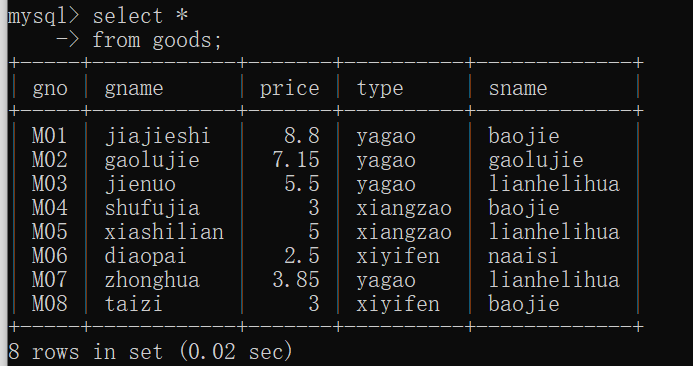 mysql> select *
    -> from goods;
+-----+------------+-------+----------+-------------+
| gno | gname      | price | type     | sname       |
+-----+------------+-------+----------+-------------+
| M01 | jiajieshi  |   8.8 | yagao    | baojie      |
| M02 | gaolujie   |  7.15 | yagao    | gaolujie    |
| M03 | jienuo     |   5.5 | yagao    | lianhelihua |
| M04 | shufujia   |     3 | xiangzao | baojie      |
| M05 | xiashilian |     5 | xiangzao | lianhelihua |
| M06 | diaopai    |   2.5 | xiyifen  | naaisi      |
| M07 | zhonghua   |  3.85 | yagao    | lianhelihua |
| M08 | taizi      |     3 | xiyifen  | baojie      |
+-----+------------+-------+----------+-------------+
8 rows in set (0.02 sec)